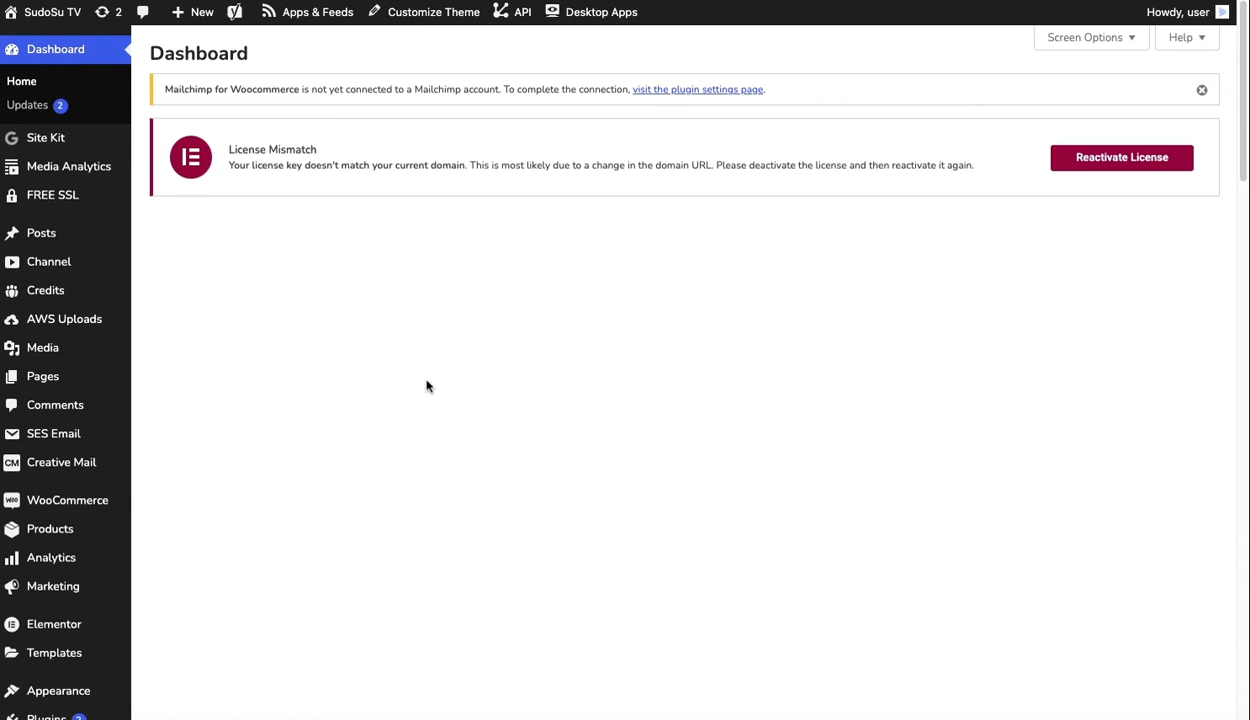 SudoSu TV
2
New
Apps & Feeds
Customize Theme
API
Desktop Apps
Howdy, user
Dashboard
Home
Updates 2
Site Kit
Media Analytics
FREE SSL
Posts
Channel
Credits
AWS Uploads
Media
Pages
Comments
SES Email
CM Creative Mail
WOO WooCommerce
Products
Analytics
Marketing
Elementor
Templates
Appearance
Plugins 2
Screen Options
Help
Dashboard
Mailchimp for Woocommerce is not yet connected to a Mailchimp account. To complete the connection, visit the plugin settings page.
License Mismatch
Your license key doesn't match your current domain. This is most likely due to a change in the domain URL. Please deactivate the license and then reactivate it again.
Reactivate License